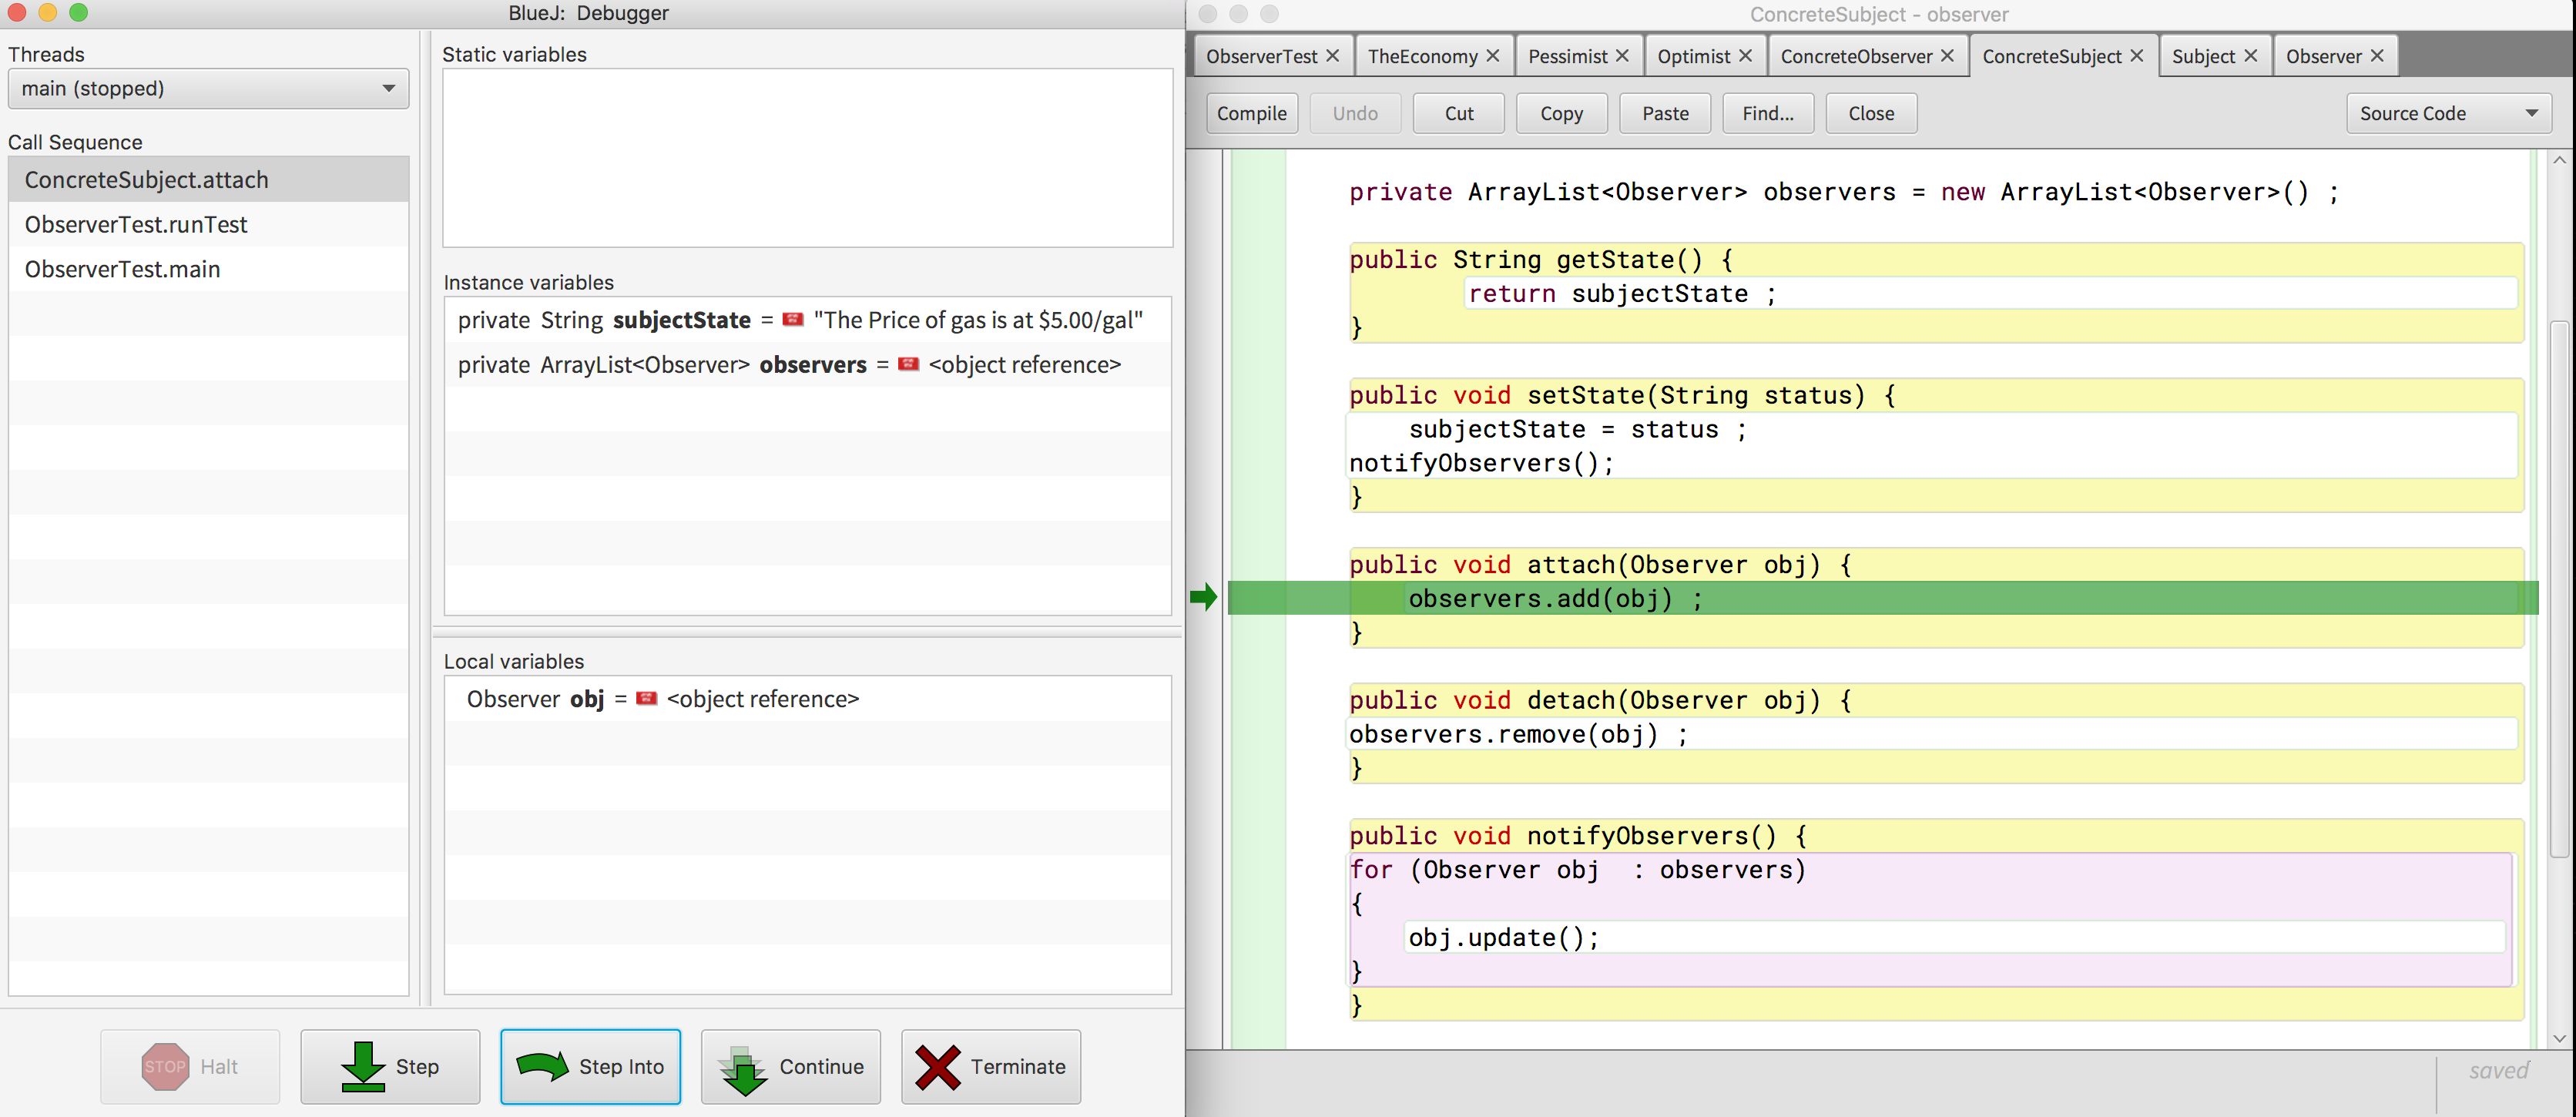 BlueJ: Debugger
Threads
main (stopped)
Call Sequence
ConcreteSubject.attach
ObserverTest.runTest
ObserverTest.main
Static variables
Instance variables
private String subjectState = "The Price of gas is at $5.00/gal"
private ArrayList<Observer> observers = <object reference>
Local variables
Observer obj = <object reference>
STOP Halt
Step
Step Into
Continue
Terminate
ConcreteSubject - observer
ObserverTest TheEconomy Pessimist Optimist ConcreteObserver ConcreteSubject Subject Observer
Compile Undo Cut Copy Paste Find... Close Source Code
private ArrayList<Observer> observers = new ArrayList<Observer>() ;
public String getState() {
return subjectState ;
}
public void setState(String status) {
subjectState = status ;
notifyObservers();
}
public void attach(Observer obj) {
observers.add(obj) ;
}
public void detach(Observer obj) {
observers.remove(obj) ;
}
public void notifyObservers() {
for (Observer obj  : observers)
{
obj.update();
}
}
saved